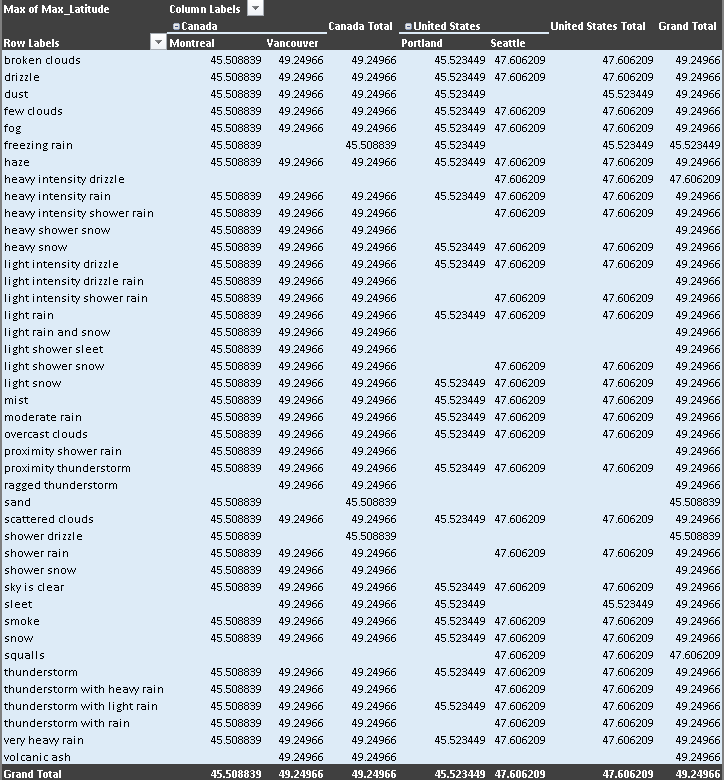 Max of Max_Latitude Column Labels
Canada Canada Total United States United States Total Grand Total
Row Labels Montreal Vancouver Portland Seattle
broken clouds 45.508839 49.24966 49.24966 45.523449 47.606209 47.606209 49.24966
drizzle 45.508839 49.24966 49.24966 45.523449 47.606209 47.606209 49.24966
dust 45.508839 49.24966 49.24966 45.523449 45.523449 49.24966
few clouds 45.508839 49.24966 49.24966 45.523449 47.606209 47.606209 49.24966
fog 45.508839 49.24966 49.24966 45.523449 47.606209 47.606209 49.24966
freezing rain 45.508839 45.508839 45.523449 45.523449 45.523449
haze 45.508839 49.24966 49.24966 45.523449 47.606209 47.606209 49.24966
heavy intensity drizzle 47.606209 47.606209 47.606209
heavy intensity rain 45.508839 49.24966 49.24966 45.523449 47.606209 47.606209 49.24966
heavy intensity shower rain 45.508839 49.24966 49.24966 47.606209 47.606209 49.24966
heavy shower snow 45.508839 49.24966 49.24966 49.24966
heavy snow 45.508839 49.24966 49.24966 45.523449 47.606209 47.606209 49.24966
light intensity drizzle 45.508839 49.24966 49.24966 45.523449 47.606209 47.606209 49.24966
light intensity drizzle rain 45.508839 49.24966 49.24966 49.24966
light intensity shower rain 45.508839 49.24966 49.24966 47.606209 47.606209 49.24966
light rain 45.508839 49.24966 49.24966 45.523449 47.606209 47.606209 49.24966
light rain and snow 45.508839 49.24966 49.24966 49.24966
light shower sleet 45.508839 49.24966 49.24966 49.24966
light shower snow 45.508839 49.24966 49.24966 47.606209 47.606209 49.24966
light snow 45.508839 49.24966 49.24966 45.523449 47.606209 47.606209 49.24966
mist 45.508839 49.24966 49.24966 45.523449 47.606209 47.606209 49.24966
moderate rain 45.508839 49.24966 49.24966 45.523449 47.606209 47.606209 49.24966
overcast clouds 45.508839 49.24966 49.24966 45.523449 47.606209 47.606209 49.24966
proximity shower rain 45.508839 49.24966 49.24966 49.24966
proximity thunderstorm 45.508839 49.24966 49.24966 45.523449 47.606209 47.606209 49.24966
ragged thunderstorm 49.24966 49.24966 49.24966
sand 45.508839 45.508839 45.508839
scattered clouds 45.508839 49.24966 49.24966 45.523449 47.606209 47.606209 49.24966
shower drizzle 45.508839 45.508839 45.508839
shower rain 45.508839 49.24966 49.24966 47.606209 47.606209 49.24966
shower snow 45.508839 49.24966 49.24966 49.24966
sky is clear 45.508839 49.24966 49.24966 45.523449 47.606209 47.606209 49.24966
sleet 49.24966 49.24966 45.523449 45.523449 49.24966
smoke 45.508839 49.24966 49.24966 45.523449 47.606209 47.606209 49.24966
snow 45.508839 49.24966 49.24966 45.523449 47.606209 47.606209 49.24966
squalls 47.606209 47.606209 47.606209
thunderstorm 45.508839 49.24966 49.24966 45.523449 47.606209 47.606209 49.24966
thunderstorm with heavy rain 45.508839 49.24966 49.24966 47.606209 47.606209 49.24966
thunderstorm with light rain 45.508839 49.24966 49.24966 45.523449 47.606209 47.606209 49.24966
thunderstorm with rain 45.508839 49.24966 49.24966 47.606209 47.606209 49.24966
very heavy rain 45.508839 49.24966 49.24966 45.523449 47.606209 47.606209 49.24966
volcanic ash 49.24966 49.24966 49.24966
Grand Total 45.508839 49.24966 49.24966 45.523449 47.606209 47.606209 49.24966